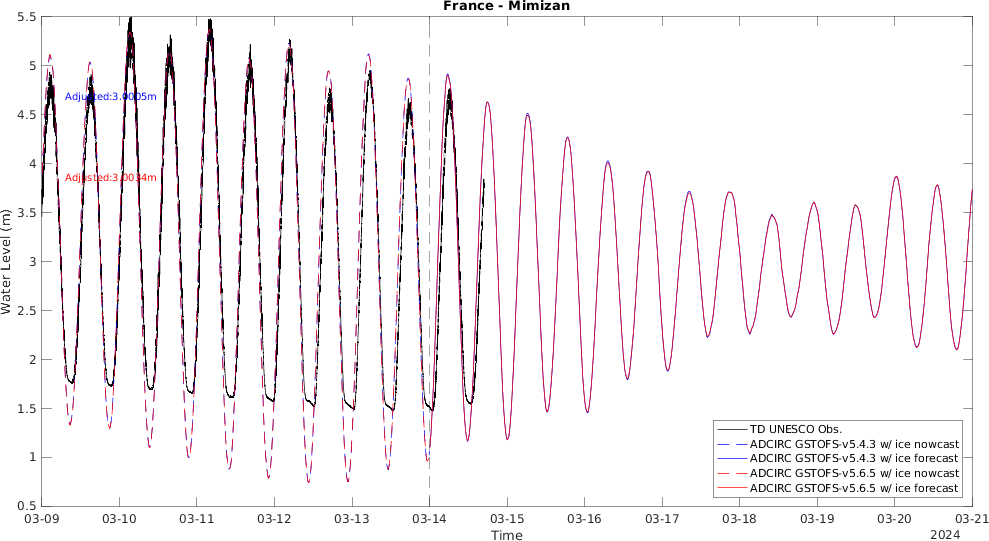 France - Mimizan
5.5
5
4.5
4
3.5
3
2.5
2
1.5
1
0.5
Water Level (m)
Adjusted:3.0005m
Adjusted:3.0034m
TD UNESCO Obs.
ADCIRC GSTOFS-v5.4.3 w/ ice nowcast
ADCIRC GSTOFS-v5.4.3 w/ ice forecast
ADCIRC GSTOFS-v5.6.5 w/ ice nowcast
ADCIRC GSTOFS-v5.6.5 w/ ice forecast
03-09 03-10 03-11 03-12 03-13 03-14 03-15 03-16 03-17 03-18 03-19 03-20 03-21
Time
2024